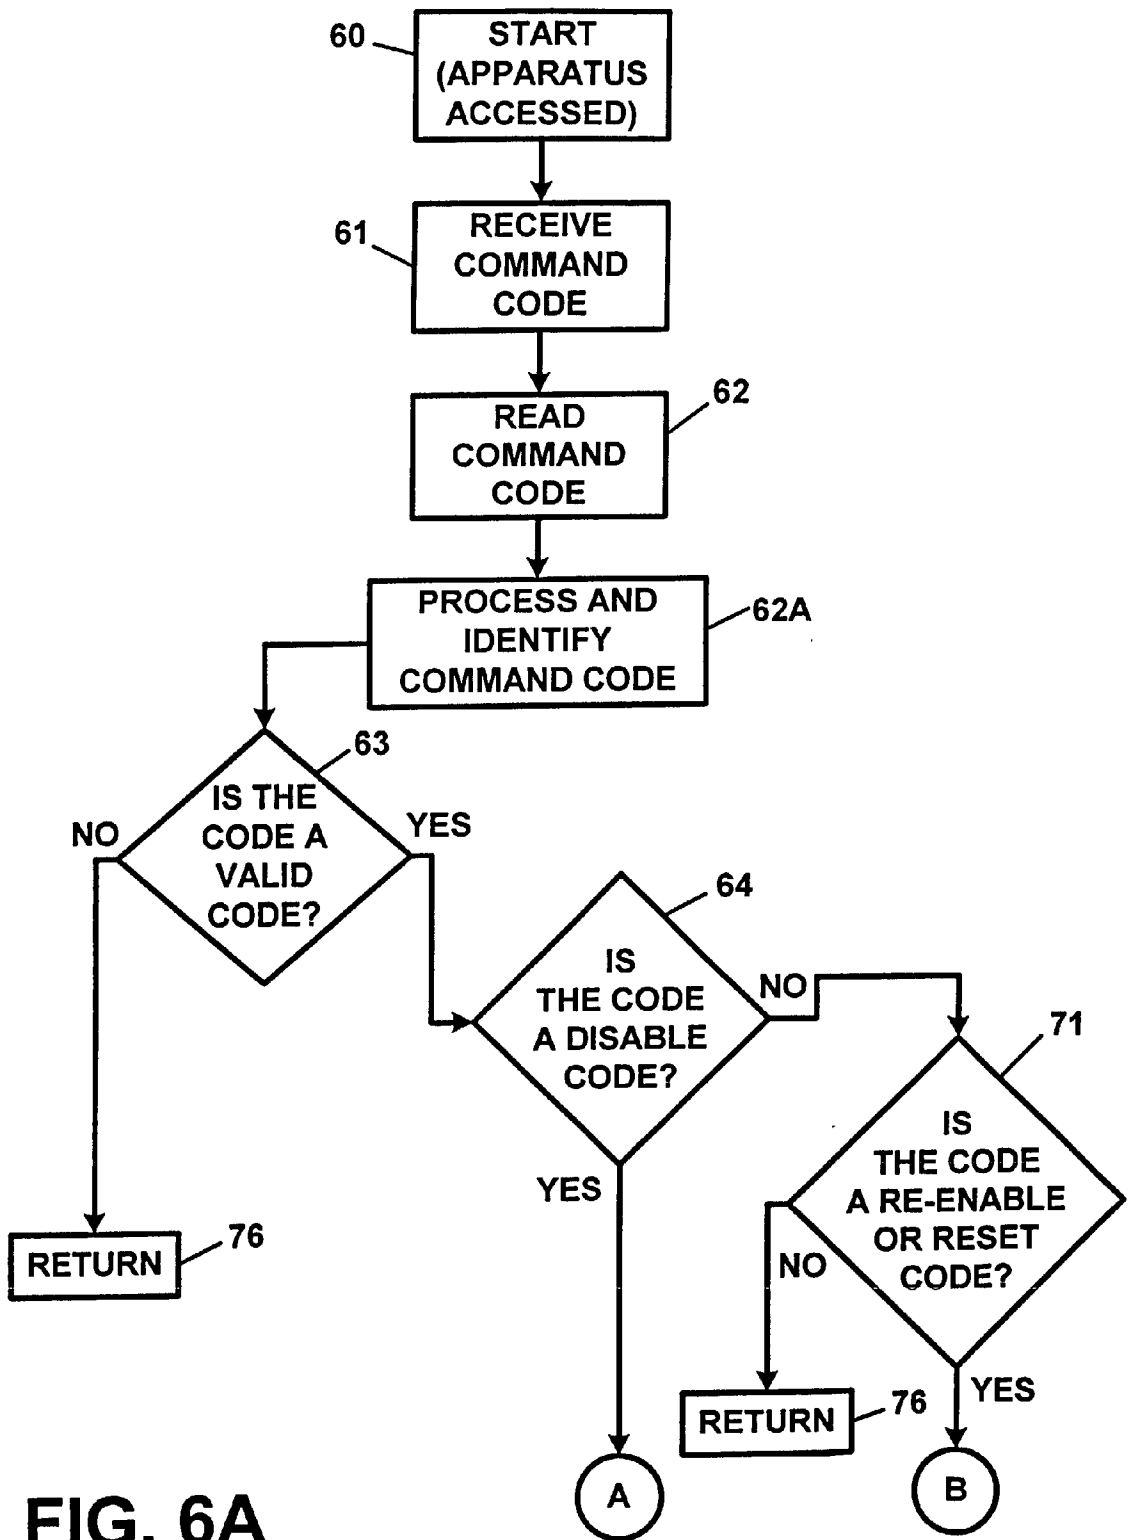 60
START
(APPARATUS
ACCESSED)
61
RECEIVE
COMMAND
CODE
62
READ
COMMAND
CODE
62A
PROCESS AND
IDENTIFY
COMMAND CODE
63
IS THE
CODE A
VALID
CODE?
NO
YES
64
IS
THE CODE
A DISABLE
CODE?
NO
YES
71
IS
THE CODE
A RE-ENABLE
OR RESET
CODE?
NO
YES
RETURN
76
RETURN
76
A
B
FIG. 6A